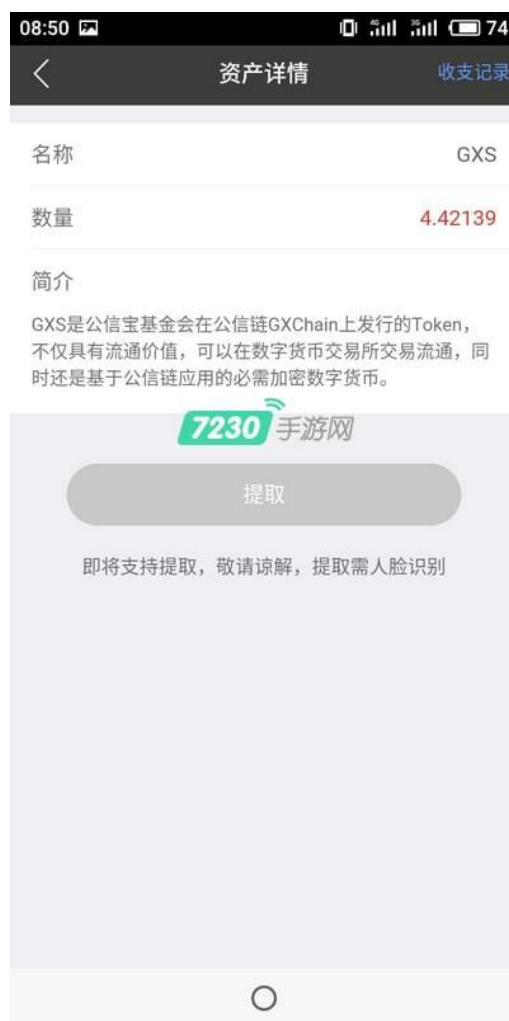 08:50 4G 3G 74
资产详情 收支记录
名称 GXS
数量 4.42139
简介
GXS是公信宝基金会在公信链GXChain上发行的Token，
不仅具有流通价值，可以在数字货币交易所交易流通，同
时还是基于公信链应用的必需加密数字货币。
7230 手游网
提取
即将支持提取，敬请谅解，提取需人脸识别